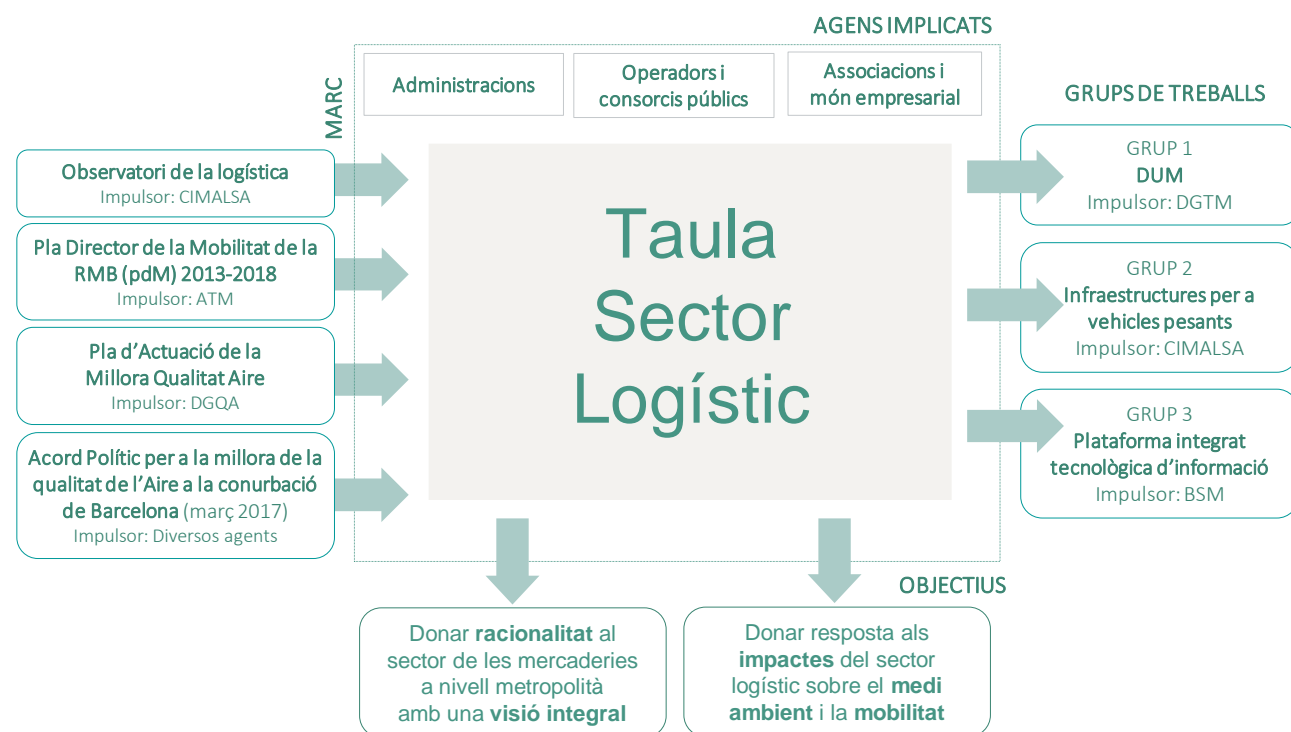 AGENS IMPLICATS
MARC
Administracions
Operadors i
consorcis públics
Associacions i
món empresarial
Observatori de la logística
Impulsor: CIMALSA
Pla Director de la Mobilitat de la
RMB (pdM) 2013-2018
Impulsor: ATM
Pla d’Actuació de la
Millora Qualitat Aire
Impulsor: DGQA
Acord Polític per a la millora de la
qualitat de l’Aire a la conurbació
de Barcelona (març 2017)
Impulsor: Diversos agents
Taula
Sector
Logístic
GRUPS DE TREBALLS
GRUP 1
DUM
Impulsor: DGTM
GRUP 2
Infraestructures per a
vehicles pesants
Impulsor: CIMALSA
GRUP 3
Plataforma integrat
tecnològica d’informació
Impulsor: BSM
OBJECTIUS
Donar racionalitat al
sector de les mercaderies
a nivell metropolità
amb una visió integral
Donar resposta als
impactes del sector
logístic sobre el medi
ambient i la mobilitat